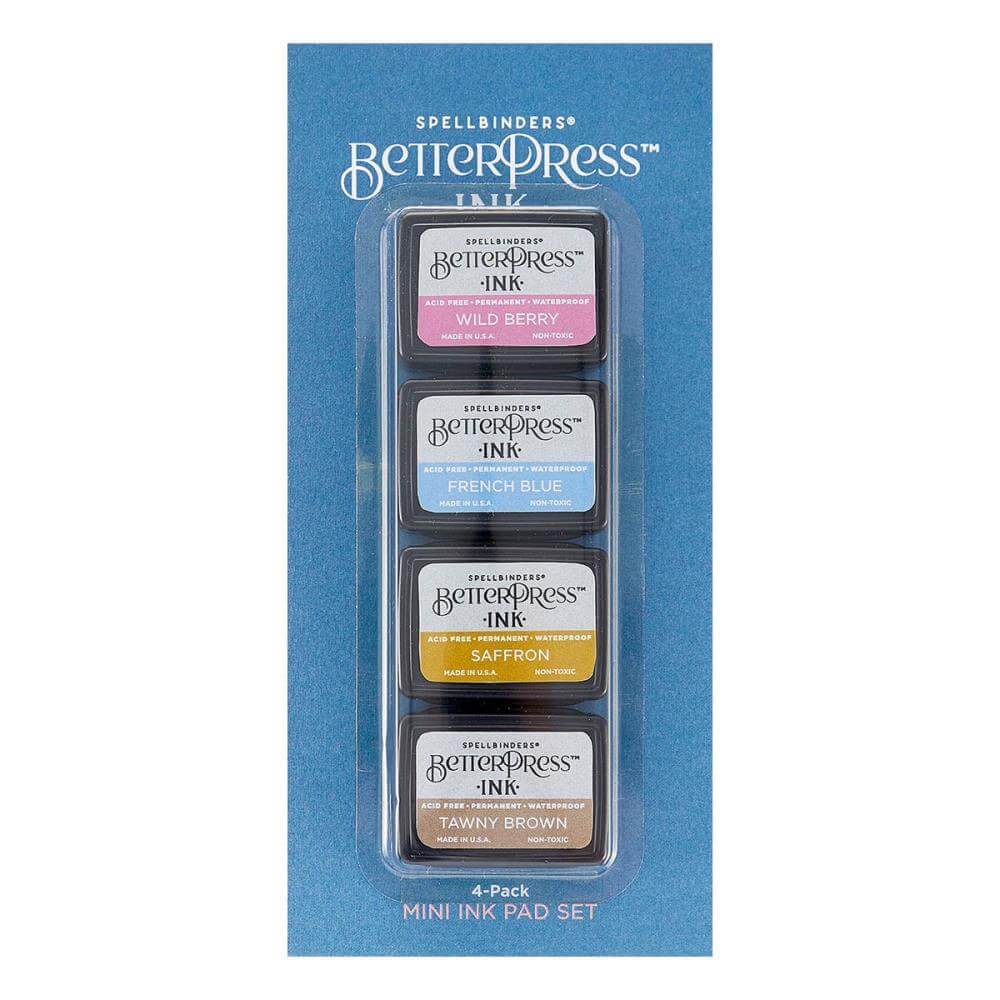 SPELLBINDERS®
BETTERPRESS™
INK
SPELLBINDERS®
BETTERPRESS™
·INK·
ACID FREE • PERMANENT • WATERPROOF
WILD BERRY
MADE IN U.S.A. NON-TOXIC
SPELLBINDERS®
BETTERPRESS™
·INK·
ACID FREE • PERMANENT • WATERPROOF
FRENCH BLUE
MADE IN U.S.A. NON-TOXIC
SPELLBINDERS®
BETTERPRESS™
·INK·
ACID FREE • PERMANENT • WATERPROOF
SAFFRON
MADE IN U.S.A. NON-TOXIC
SPELLBINDERS®
BETTERPRESS™
·INK·
ACID FREE • PERMANENT • WATERPROOF
TAWNY BROWN
MADE IN U.S.A. NON-TOXIC
4-Pack
MINI INK PAD SET